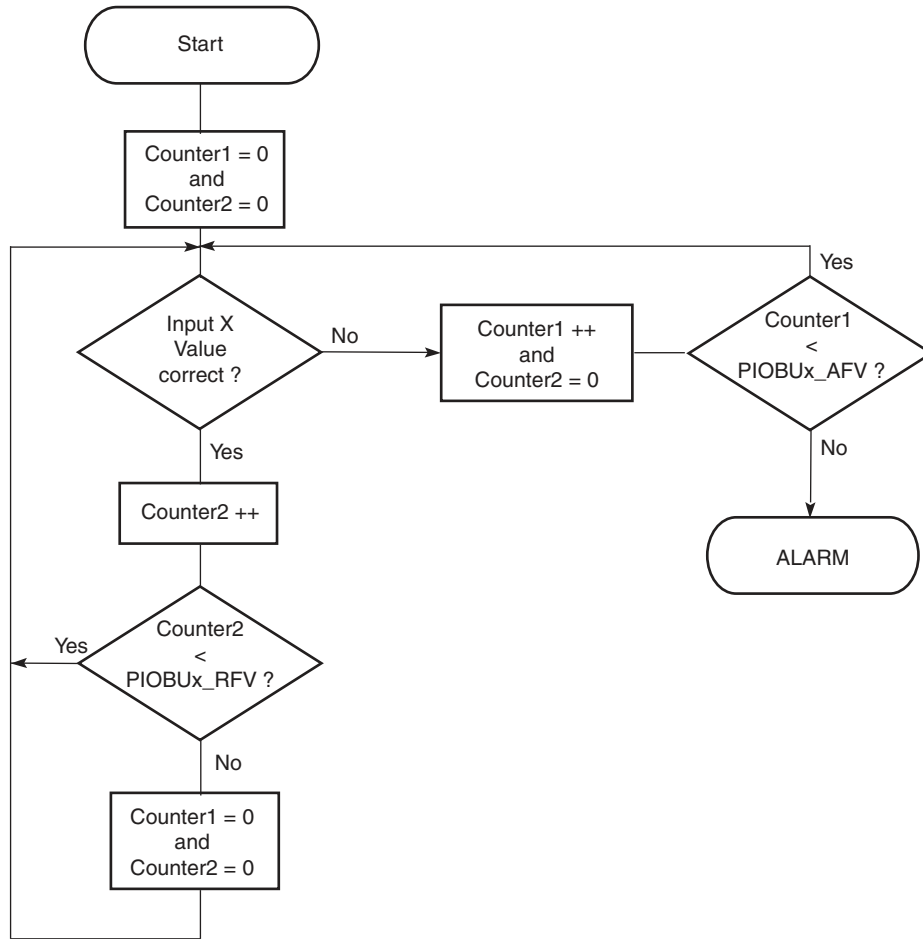 Start
Counter1 = 0
and
Counter2 = 0
Yes
Input X
Value
correct ?
No
Counter1 ++
and
Counter2 = 0
Counter1
<
PIOBUx_AFV ?
Yes
No
Counter2 ++
ALARM
Counter2
<
PIOBUx_RFV ?
Yes
No
Counter1 = 0
and
Counter2 = 0